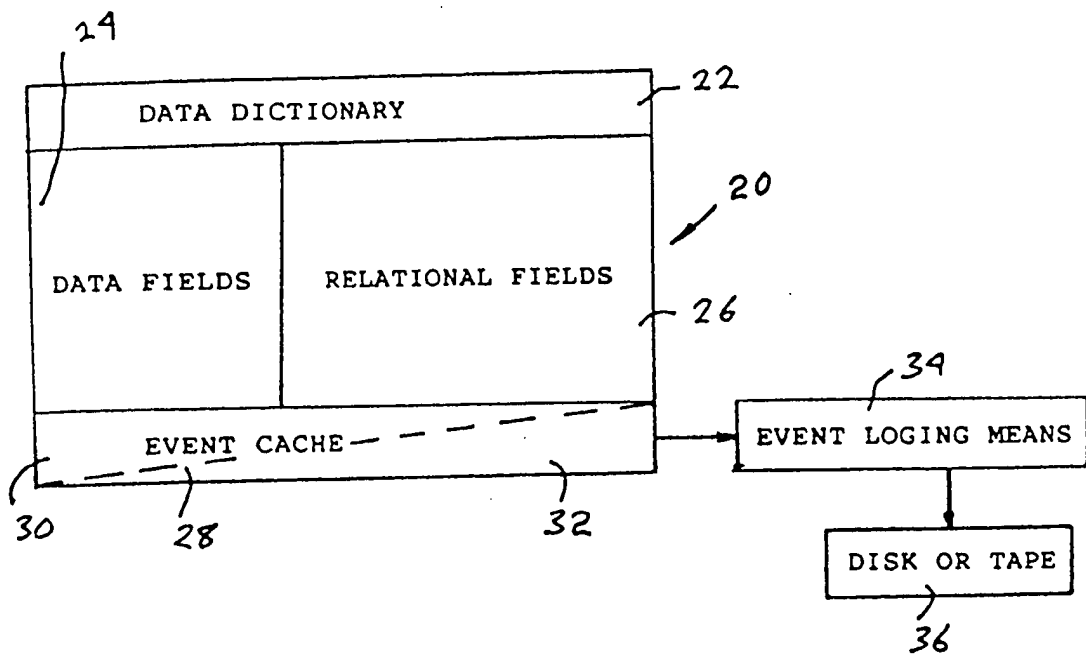 24
DATA DICTIONARY
22
20
DATA FIELDS
RELATIONAL FIELDS
26
34
EVENT CACHE
EVENT LOGING MEANS
30
28
32
DISK OR TAPE
36